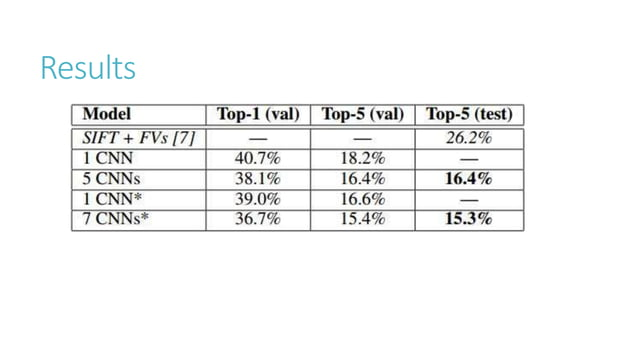 Results
Model Top-1 (val) Top-5 (val) Top-5 (test)
SIFT + FVs [7] — — 26.2%
1 CNN 40.7% 18.2% —
5 CNNs 38.1% 16.4% 16.4%
1 CNN* 39.0% 16.6% —
7 CNNs* 36.7% 15.4% 15.3%